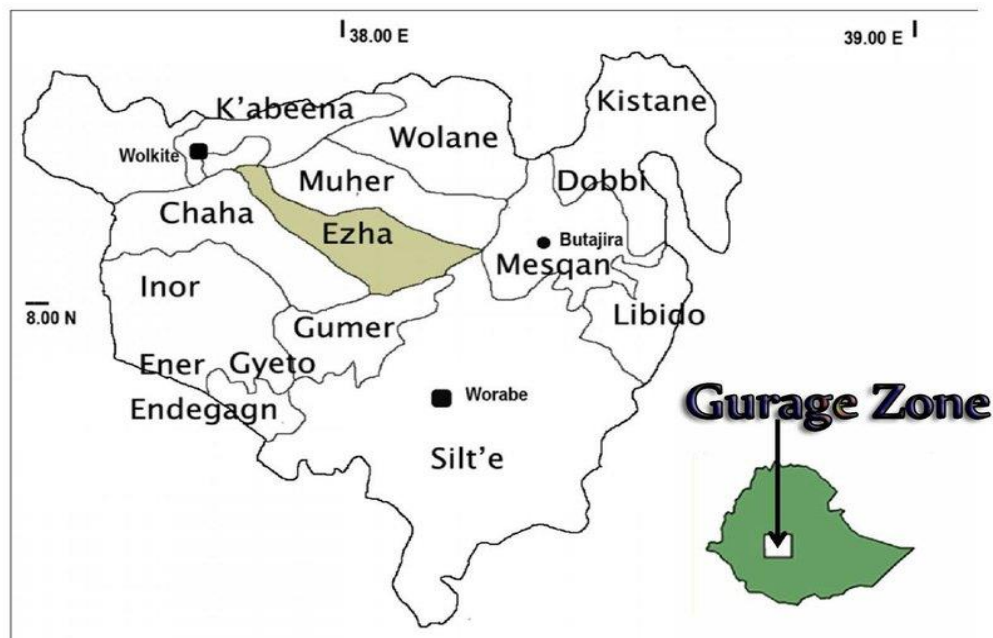 38.00 E
39.00 E
Kistane
K'abeena
Wolane
Wolkite
Muher
Dobbi
Chaha
Ezha
Butajira
Mesqan
Inor
8.00 N
Gumer
Libido
Ener
Gyeto
Endegagn
Worabe
Gurage Zone
Silt'e